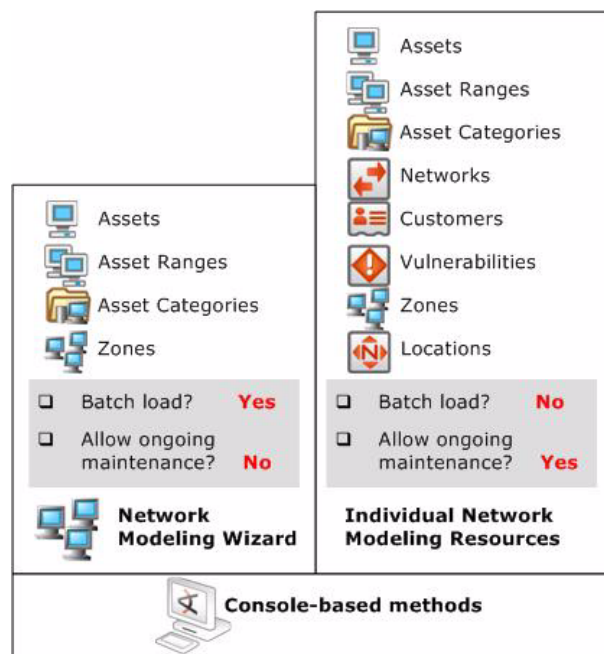 Assets
Asset Ranges
Asset Categories
Zones
Batch load? Yes
Allow ongoing
maintenance? No
Network
Modeling Wizard
Assets
Asset Ranges
Asset Categories
Networks
Customers
Vulnerabilities
Zones
N
Locations
Batch load? No
Allow ongoing
maintenance? Yes
Individual Network
Modeling Resources
Console-based methods